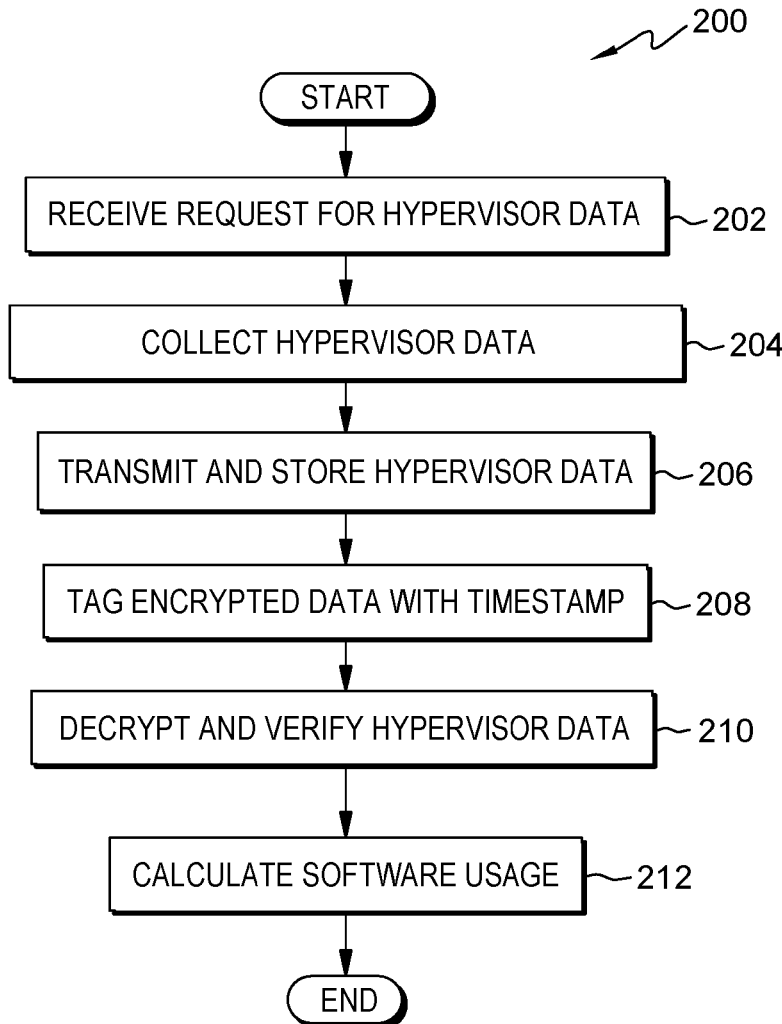 200
START
RECEIVE REQUEST FOR HYPERVISOR DATA
202
COLLECT HYPERVISOR DATA
204
TRANSMIT AND STORE HYPERVISOR DATA
206
TAG ENCRYPTED DATA WITH TIMESTAMP
208
DECRYPT AND VERIFY HYPERVISOR DATA
210
CALCULATE SOFTWARE USAGE
212
END